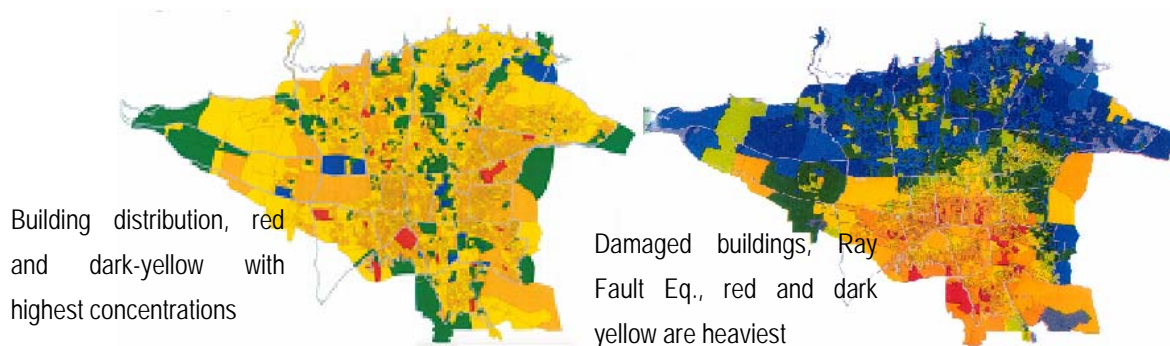 Building distribution, red
and dark-yellow with
highest concentrations
Damaged buildings, Ray
Fault Eq., red and dark
yellow are heaviest